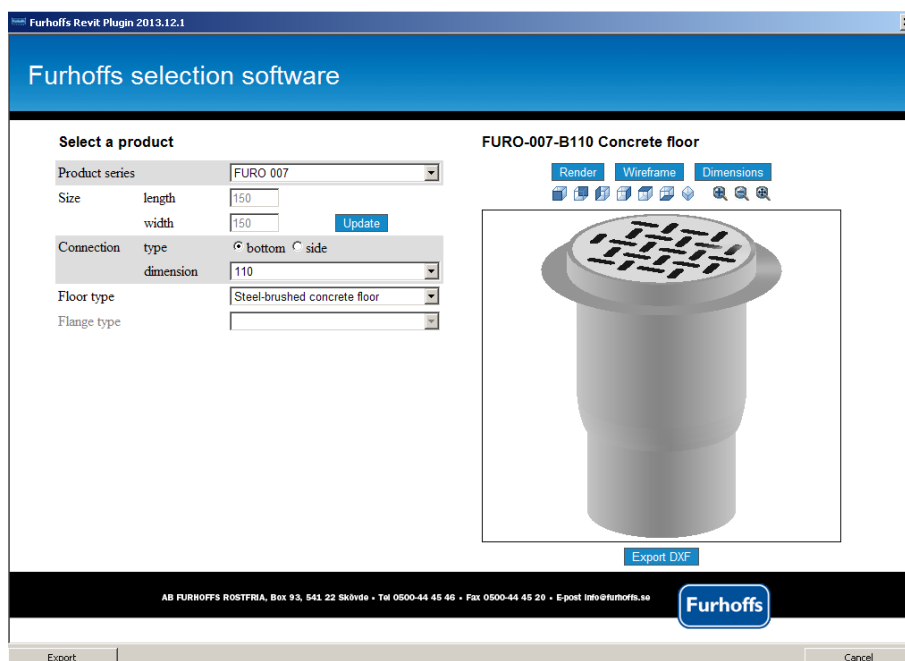 Furhoffs Revit Plugin 2013.12.1
Furhoffs selection software
Select a product
Product series FURO 007
Size length 150
width 150 Update
Connection type bottom side
dimension 110
Floor type Steel-brushed concrete floor
Flange type
FURO-007-B110 Concrete floor
Render Wireframe Dimensions
Export DXF
AB FURHOFFS ROSTFRIA, Box 93, 541 22 Skövde • Tel 0500-44 45 46 • Fax 0500-44 45 20 • E-post info@furhoffs.se
Furhoffs
Export Cancel